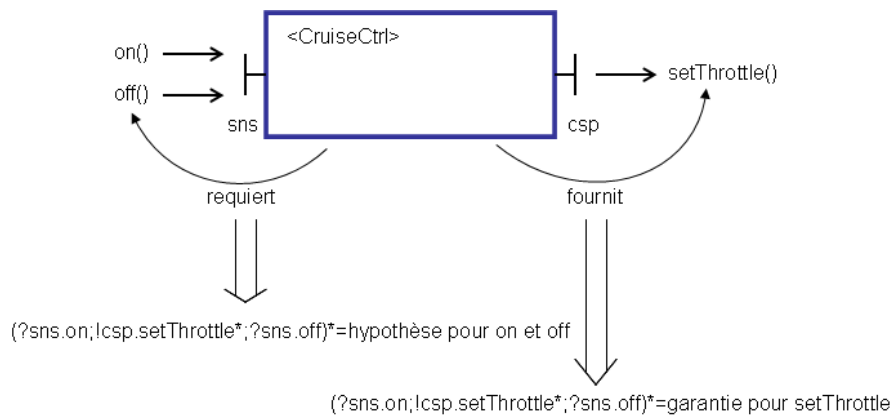 <CruiseCtrl>
on()
off()
setThrottle()
sns
csp
requiert
fournit
(?sns.on;!csp.setThrottle*;?sns.off)*=hypothèse pour on et off
(?sns.on;!csp.setThrottle*;?sns.off)*=garantie pour setThrottle